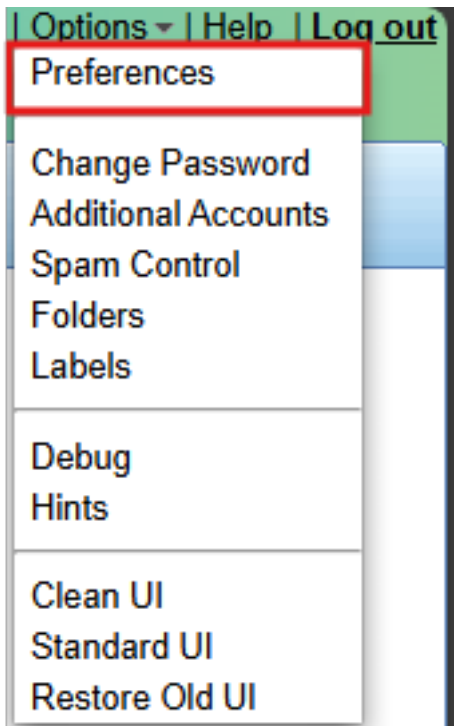 | Options | Help | Log out
Preferences
Change Password
Additional Accounts
Spam Control
Folders
Labels
Debug
Hints
Clean UI
Standard UI
Restore Old UI